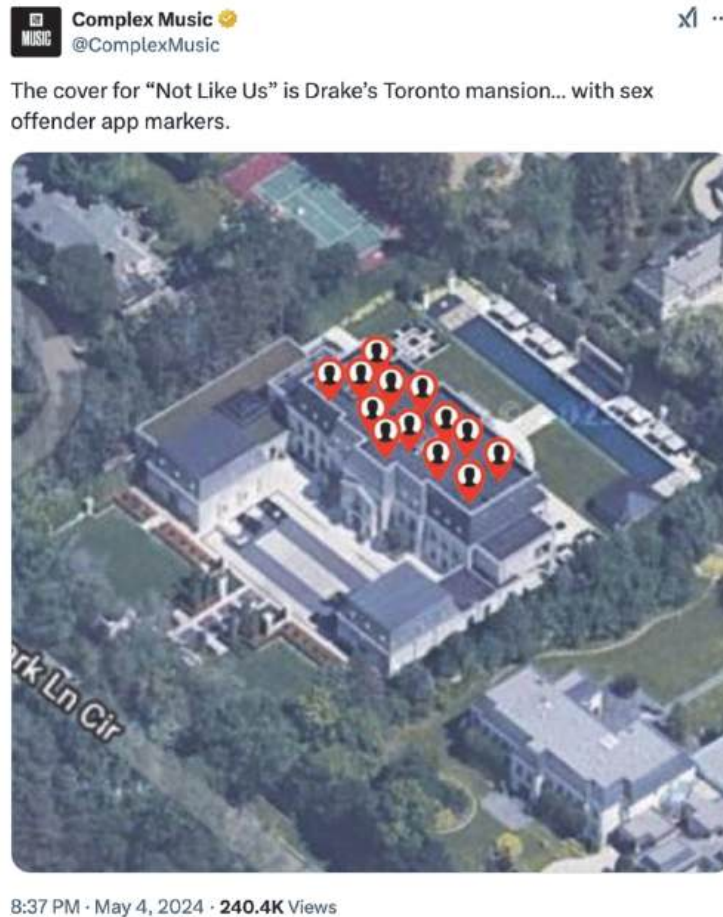 Complex Music
MUSIC
@ComplexMusic
The cover for “Not Like Us” is Drake’s Toronto mansion... with sex
offender app markers.
rk Ln Cir
8:37 PM · May 4, 2024 · 240.4K Views